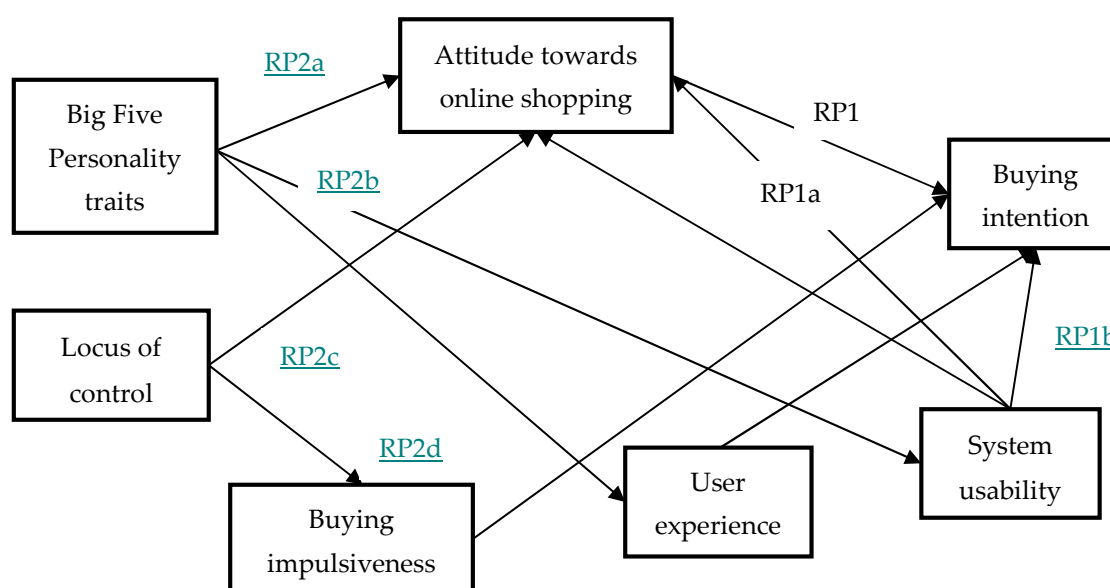 Attitude towards
online shopping
RP2a
Big Five
Personality
traits
RP1
RP2b
RP1a
Buying
intention
Locus of
control
RP2c
RP1b
RP2d
System
usability
User
experience
Buying
impulsiveness